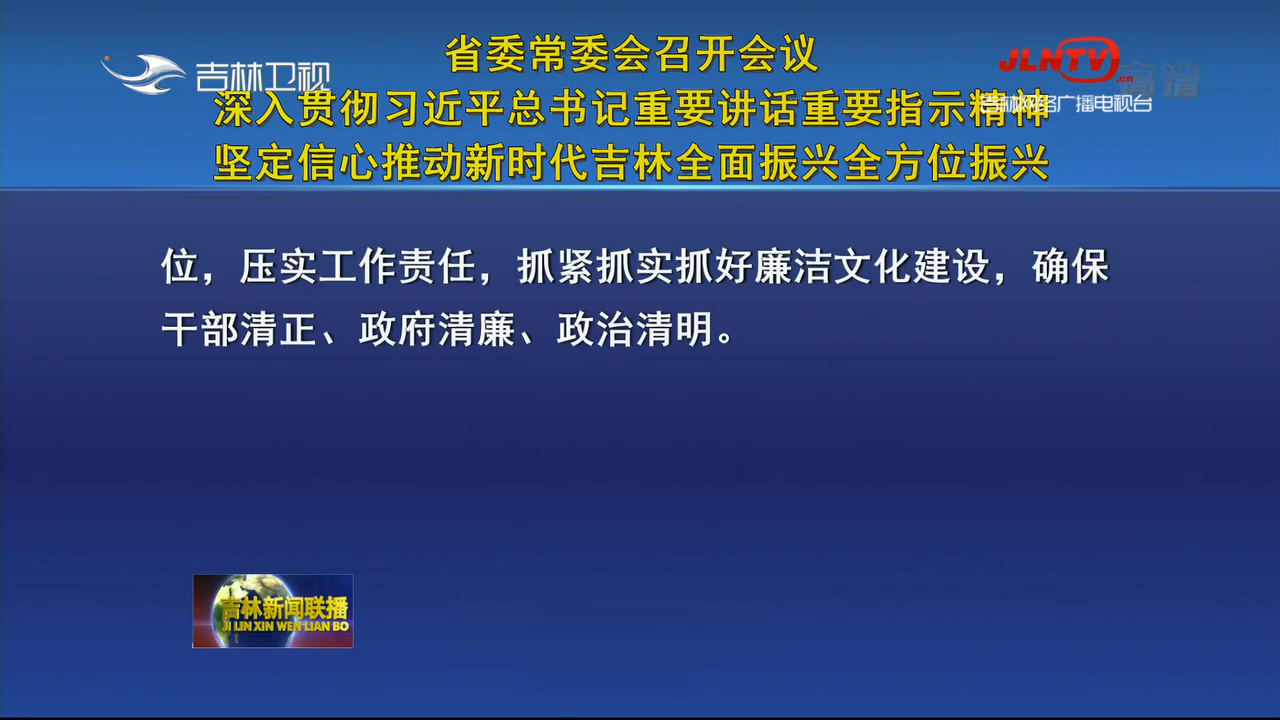 省委常委会召开会议
吉林卫视
JLNTV.cn
高清
吉林网络广播电视台
深入贯彻习近平总书记重要讲话重要指示精神
坚定信心推动新时代吉林全面振兴全方位振兴
位，压实工作责任，抓紧抓实抓好廉洁文化建设，确保
干部清正、政府清廉、政治清明。
吉林新闻联播
JI LIN XIN WEN LIAN BO